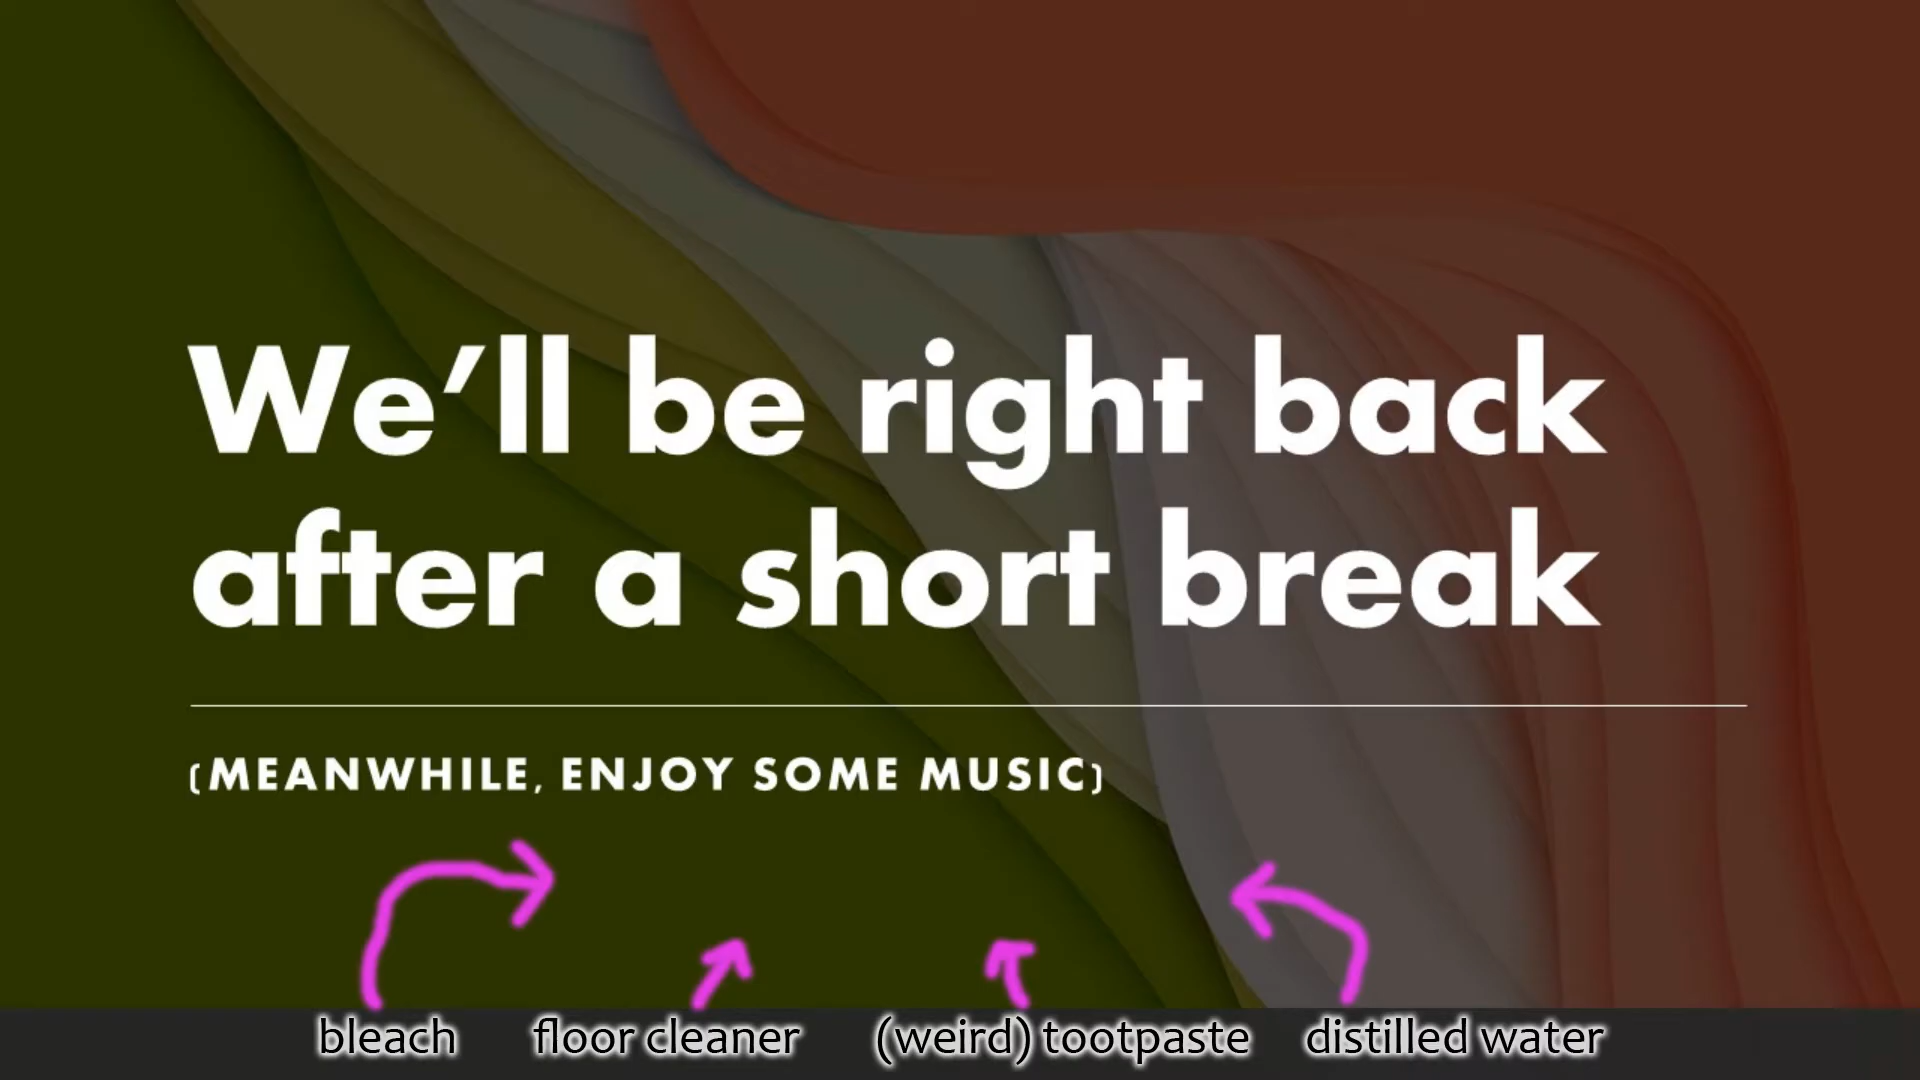 We’ll be right back
after a short break
(MEANWHILE, ENJOY SOME MUSIC)
bleach floor cleaner (weird) tootpaste distilled water